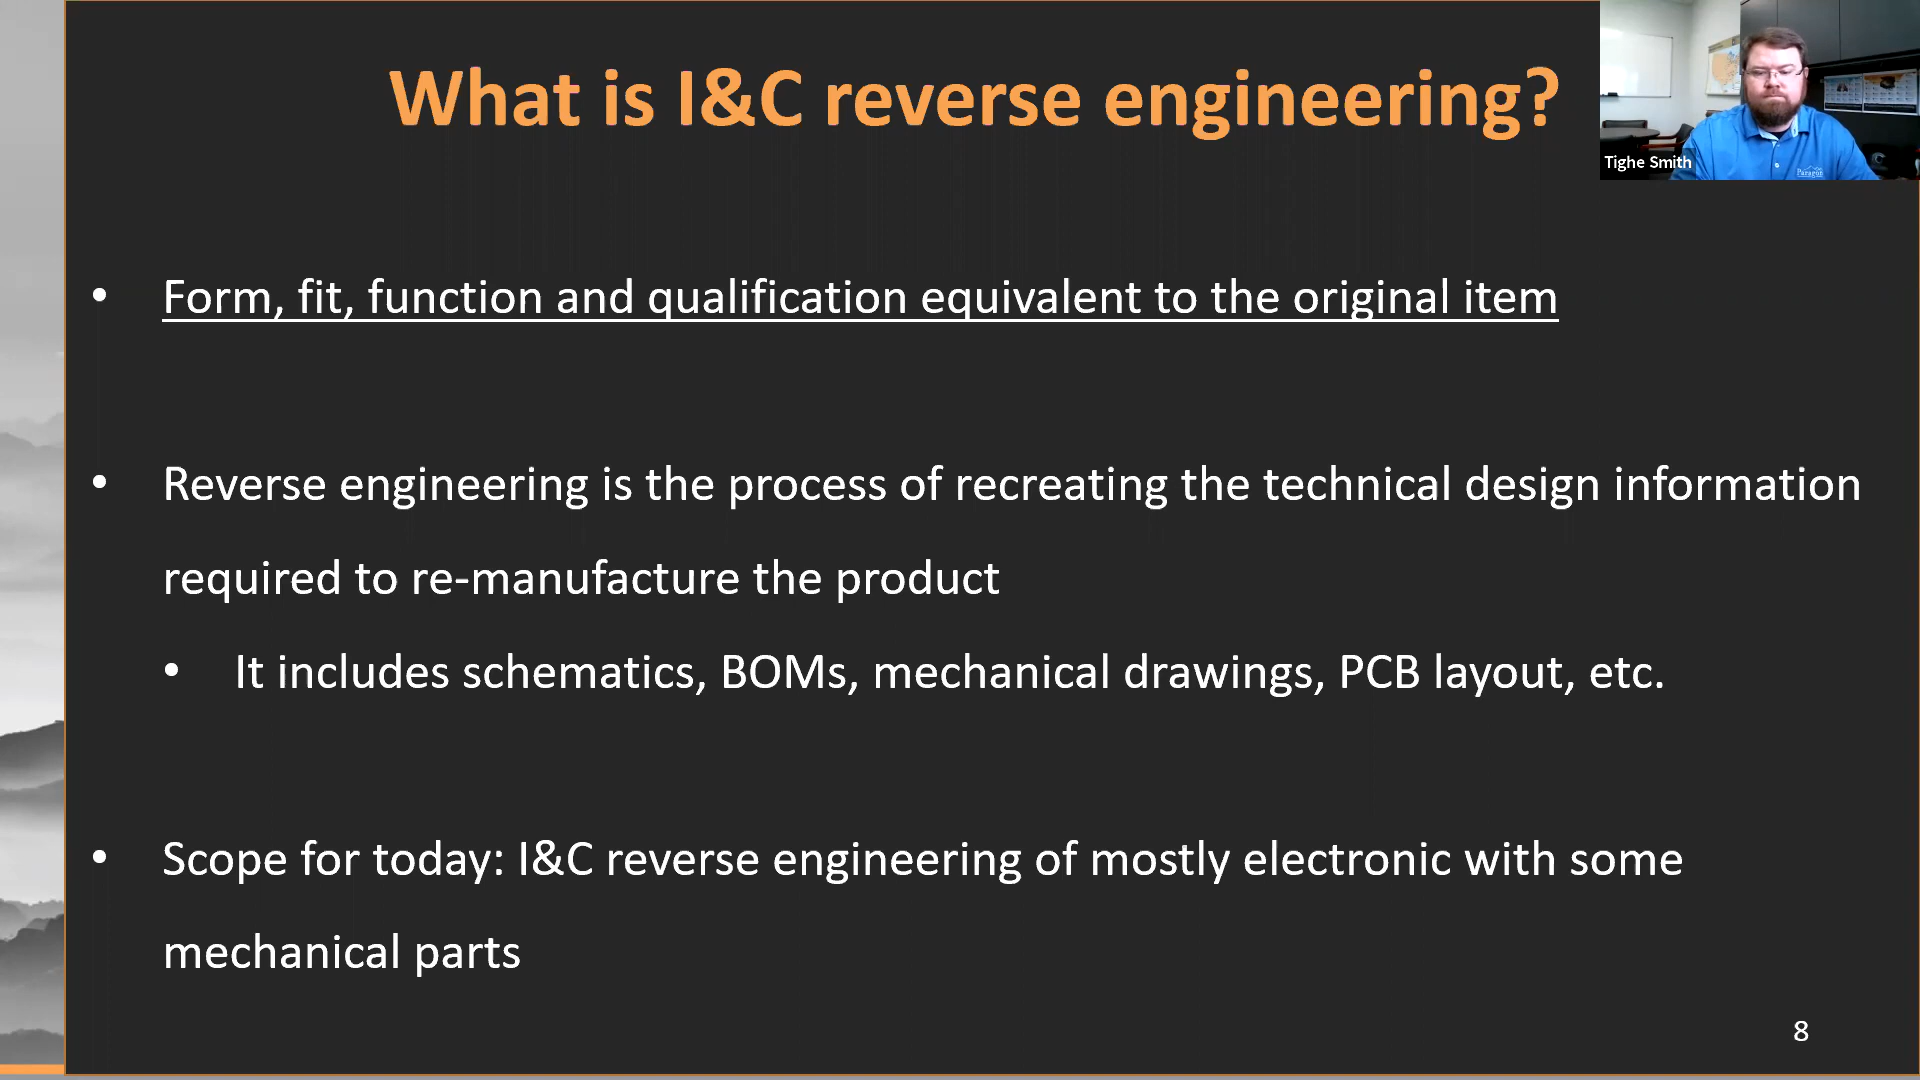 What is I&C reverse engineering?
Tighe Smith
Paragon
• Form, fit, function and qualification equivalent to the original item
• Reverse engineering is the process of recreating the technical design information
required to re-manufacture the product
• It includes schematics, BOMs, mechanical drawings, PCB layout, etc.
• Scope for today: I&C reverse engineering of mostly electronic with some
mechanical parts
8